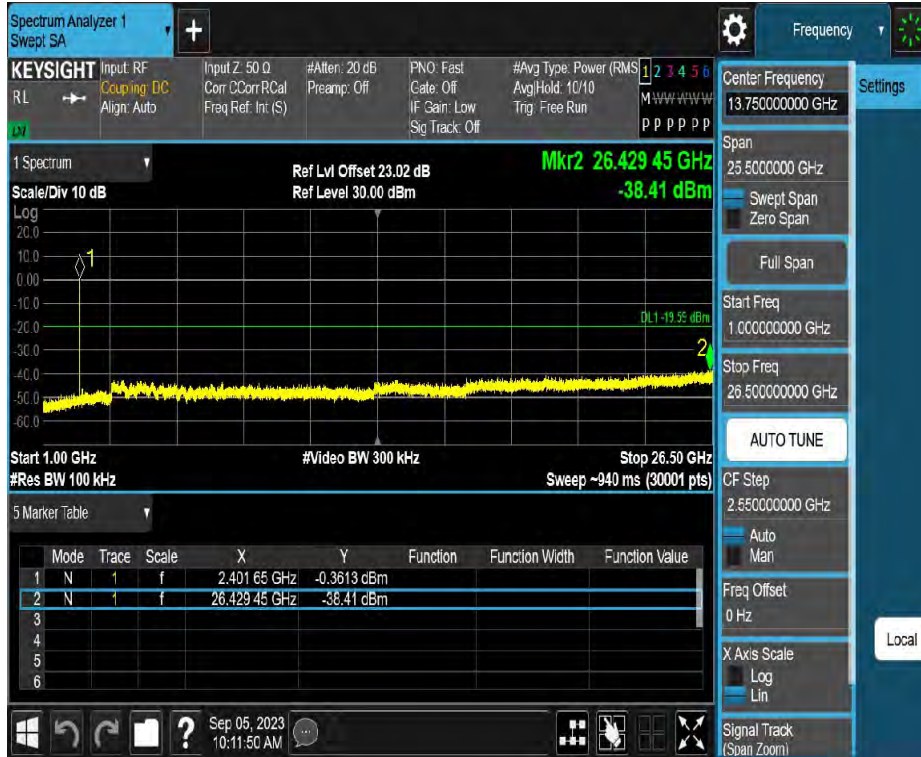 Spectrum Analyzer 1
Swept SA
+
Frequency
KEYSIGHT
RL
Input: RF
Coupling: DC
Align: Auto
Input Z: 50 Ω
Corr CCorr RCal
Freq Ref: Int (S)
#Atten: 20 dB
Preamp: Off
PNO: Fast
Gate: Off
IF Gain: Low
Sig Track: Off
#Avg Type: Power (RMS
Avg|Hold: 10/10
Trig: Free Run
1 2 3 4 5 6
M W W W W W
P P P P P P
Center Frequency
13.750000000 GHz
Settings
Span
25.5000000 GHz
Swept Span
Zero Span
Full Span
Start Freq
1.000000000 GHz
Stop Freq
26.500000000 GHz
AUTO TUNE
CF Step
2.550000000 GHz
Auto
Man
Freq Offset
0 Hz
X Axis Scale
Log
Lin
Signal Track
(Span Zoom)
Local
1 Spectrum
Scale/Div 10 dB
Ref Lvl Offset 23.02 dB
Ref Level 30.00 dBm
Mkr2 26.429 45 GHz
-38.41 dBm
Log
20.0
10.0
0.00
-10.0
-20.0
-30.0
-40.0
-50.0
-60.0
1
DL1 -19.55 dBm
2
Start 1.00 GHz
#Res BW 100 kHz
#Video BW 300 kHz
Stop 26.50 GHz
Sweep ~940 ms (30001 pts)
5 Marker Table
Mode Trace Scale X Y Function Function Width Function Value
1 N 1 f 2.401 65 GHz -0.3613 dBm
2 N 1 f 26.429 45 GHz -38.41 dBm
3
4
5
6
?
Sep 05, 2023
10:11:50 AM